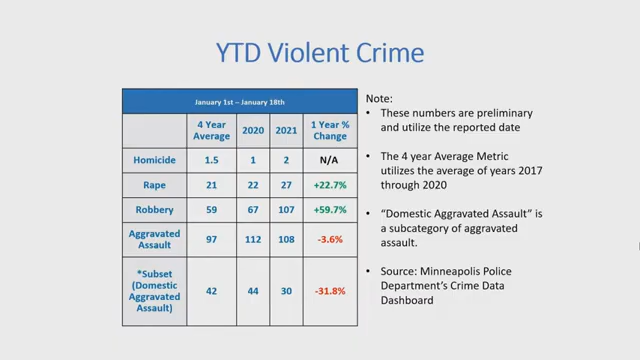 YTD Violent Crime
January 1st – January 18th
4 Year
Average
2020
2021
1 Year %
Change
Homicide
1.5
1
2
N/A
Rape
21
22
27
+22.7%
Robbery
59
67
107
+59.7%
Aggravated
Assault
97
112
108
-3.6%
*Subset
(Domestic
Aggravated
Assault)
42
44
30
-31.8%
Note:
• These numbers are preliminary
and utilize the reported date
• The 4 year Average Metric
utilizes the average of years 2017
through 2020
• “Domestic Aggravated Assault” is
a subcategory of aggravated
assault.
• Source: Minneapolis Police
Department’s Crime Data
Dashboard